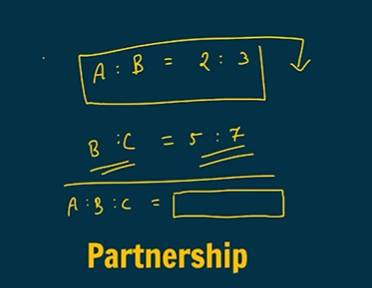 A : B = 2 : 3
B : C = 5 : 7
A : B : C =
Partnership